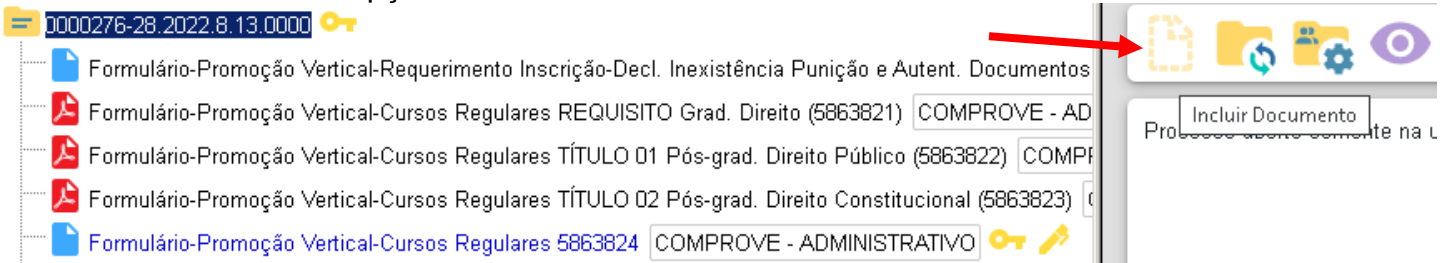 0000276-28.2022.8.13.0000
Formulário-Promoção Vertical-Requerimento Inscrição-Decl. Inexistência Punição e Autent. Documentos
Formulário-Promoção Vertical-Cursos Regulares REQUISITO Grad. Direito (5863821) COMPROVE - AD
Formulário-Promoção Vertical-Cursos Regulares TÍTULO 01 Pós-grad. Direito Público (5863822) COMP
Formulário-Promoção Vertical-Cursos Regulares TÍTULO 02 Pós-grad. Direito Constitucional (5863823)
Formulário-Promoção Vertical-Cursos Regulares 5863824 COMPROVE - ADMINISTRATIVO
Incluir Documento
na u